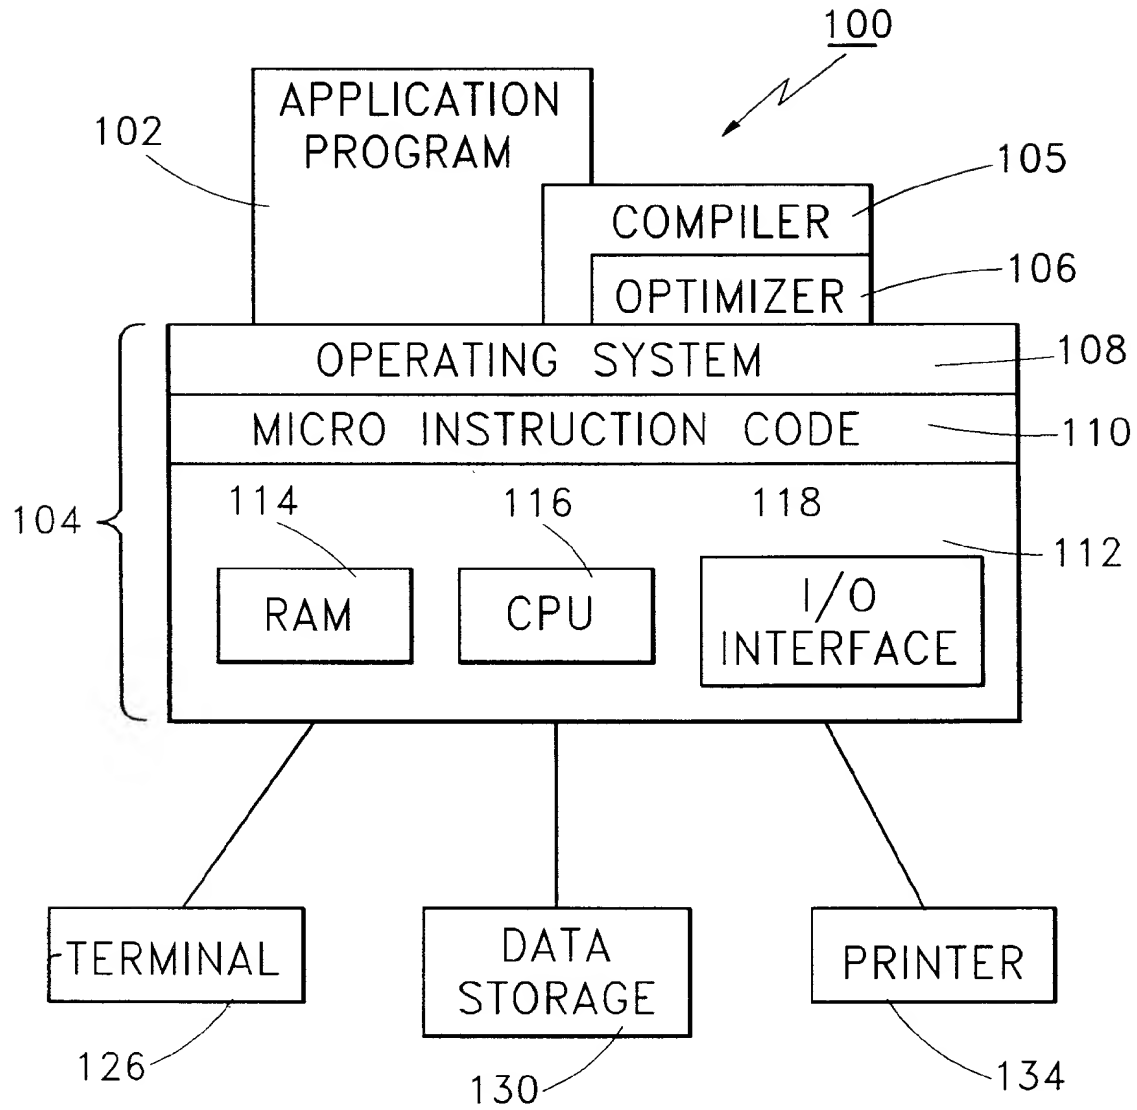 100
APPLICATION
PROGRAM
102
105
COMPILER
106
OPTIMIZER
OPERATING SYSTEM
108
MICRO INSTRUCTION CODE
110
104
114
116
118
112
RAM
CPU
I/O
INTERFACE
TERMINAL
DATA
STORAGE
PRINTER
126
130
134